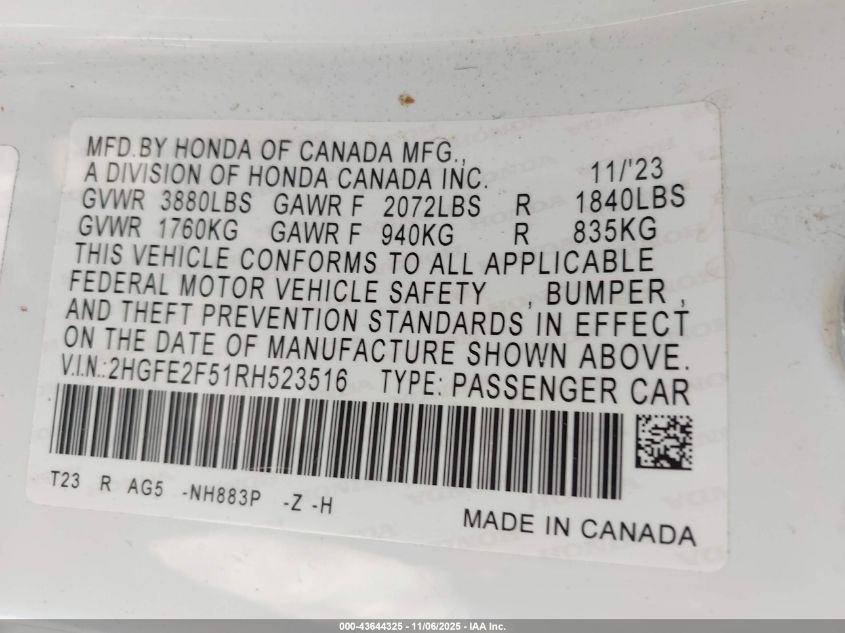 MFD.BY HONDA OF CANADA MFG.,
A DIVISION OF HONDA CANADA INC. 11/'23
GVWR 3880LBS GAWR F 2072LBS R 1840LBS
GVWR 1760KG GAWR F 940KG R 835KG
THIS VEHICLE CONFORMS TO ALL APPLICABLE
FEDERAL MOTOR VEHICLE SAFETY , BUMPER ,
AND THEFT PREVENTION STANDARDS IN EFFECT
ON THE DATE OF MANUFACTURE SHOWN ABOVE.
V.I.N.:2HGFE2F51RH523516 TYPE: PASSENGER CAR
T23 R AG5 -NH883P -Z -H
MADE IN CANADA
000-43644325 - 11/06/2025 - IAA Inc.